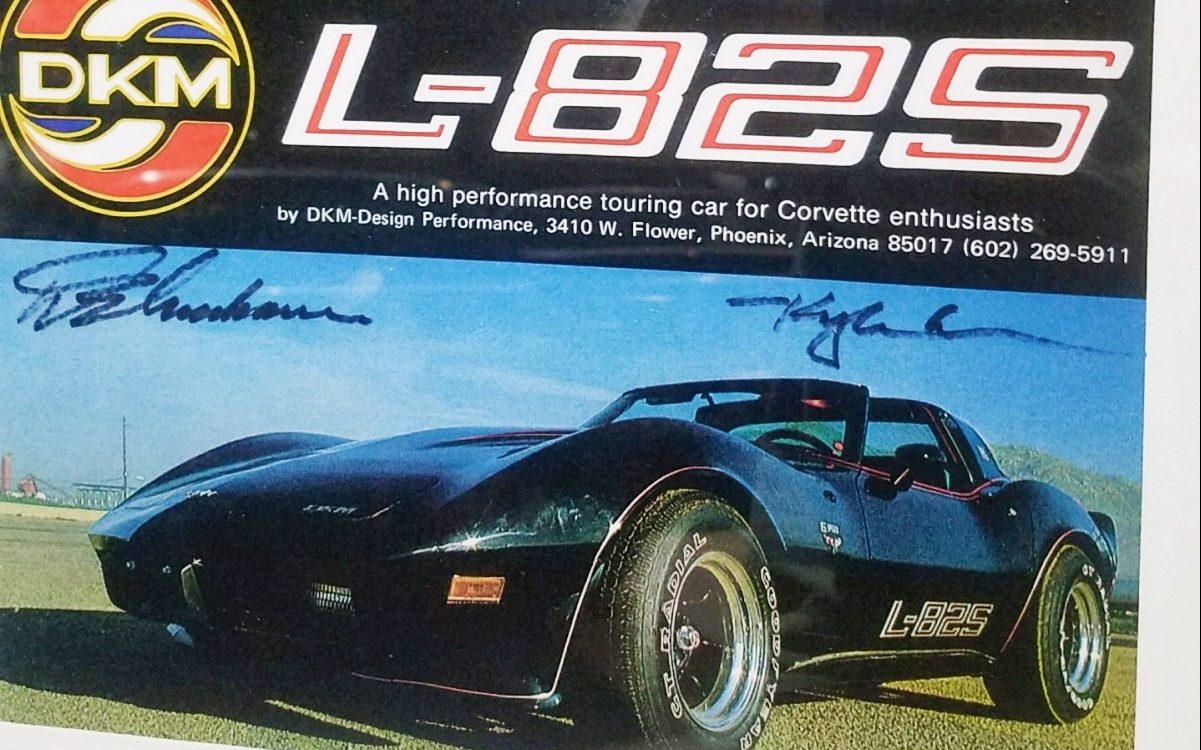 DKM
L-82S
A high performance touring car for Corvette enthusiasts
by DKM-Design Performance, 3410 W. Flower, Phoenix, Arizona 85017 (602) 269-5911
L-82S
GT RADIAL
GOODYEAR